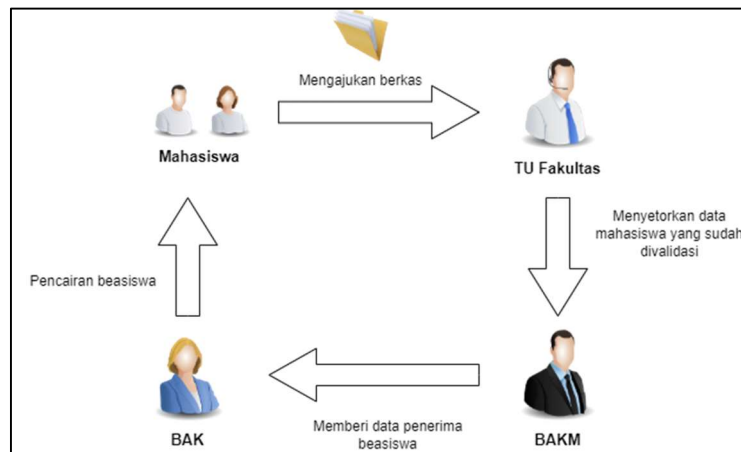 Mengajukan berkas
Mahasiswa
TU Fakultas
Menyetorkan data
mahasiswa yang sudah
divalidasi
Pencairan beasiswa
BAK
Memberi data penerima
beasiswa
BAKM